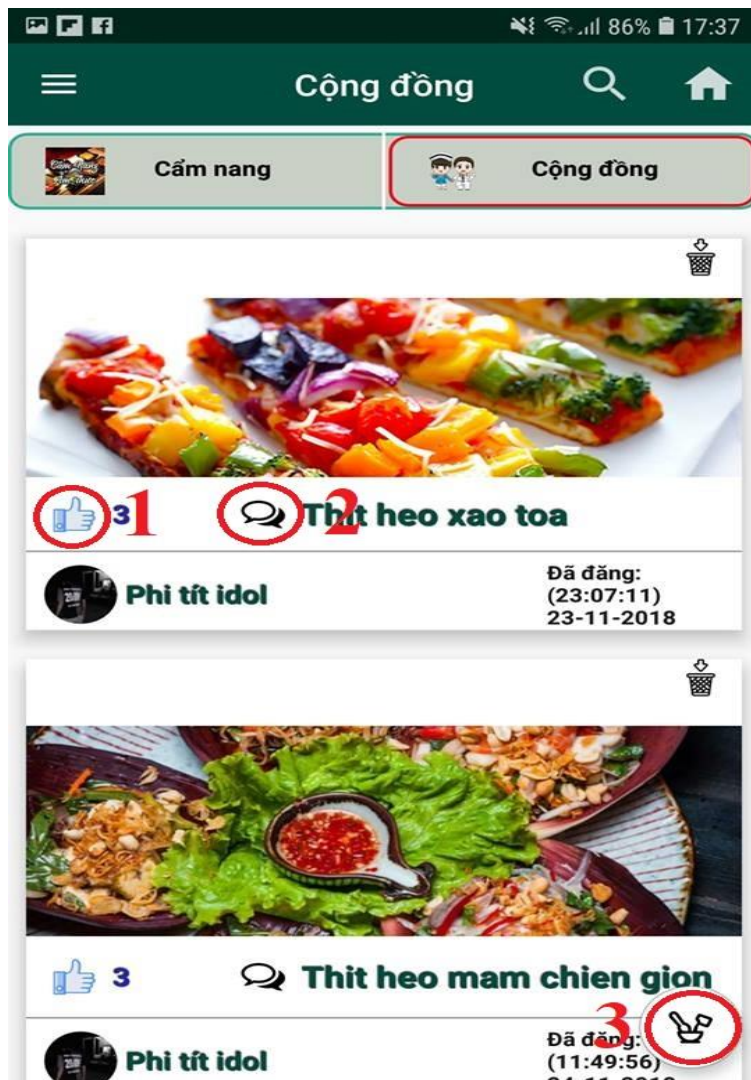 86% 17:37
Cộng đồng
Cẩm nang
Cộng đồng
1
3
2
Thit heo xao toa
Phi tít idol
Đã đăng:
(23:07:11)
23-11-2018
3
Thit heo mam chien gion
3
Phi tít idol
Đã đăng:
(11:49:56)